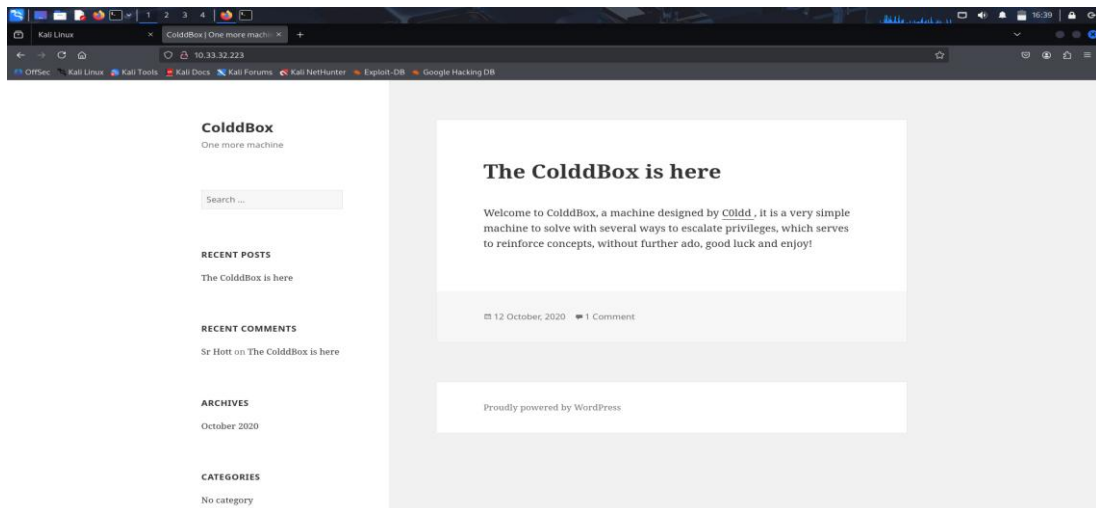 1 2 3 4
16:39
Kali Linux
ColddBox | One more machin
10.33.32.223
OffSec
Kali Linux
Kali Tools
Kali Docs
Kali Forums
Kali NetHunter
Exploit-DB
Google Hacking DB
ColddBox
One more machine
Search ...
RECENT POSTS
The ColddBox is here
RECENT COMMENTS
Sr Hott on The ColddBox is here
ARCHIVES
October 2020
CATEGORIES
No category
The ColddBox is here
Welcome to ColddBox, a machine designed by C0ldd , it is a very simple
machine to solve with several ways to escalate privileges, which serves
to reinforce concepts, without further ado, good luck and enjoy!
12 October, 2020
1 Comment
Proudly powered by WordPress